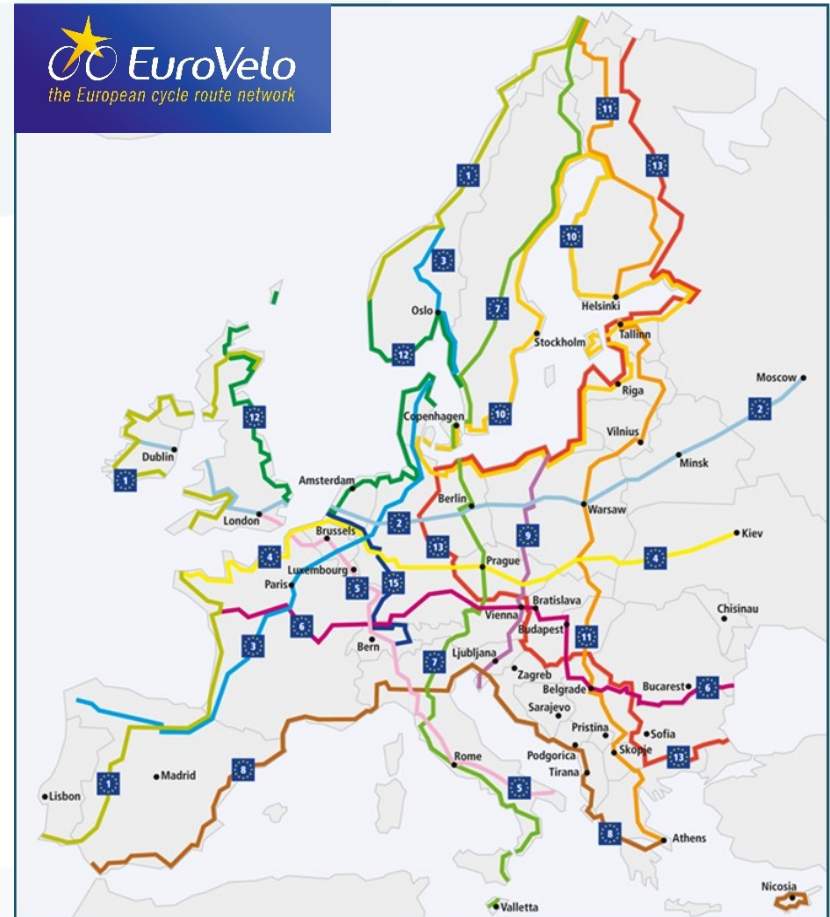 EuroVelo
the European cycle route network
11
1
13
10
3
Oslo
7
Helsinki
Tallinn
Stockholm
12
Moscow
Riga
10
2
12
Copenhagen
Vilnius
Dublin
Minsk
1
Amsterdam
Berlin
Warsaw
London
2
9
Kiev
Brussels
13
4
4
Prague
Luxembourg
Paris
5
15
Bratislava
Chisinau
6
Vienna
Budapest
11
3
Bern
7
Ljubljana
Zagreb
Belgrade
Bucarest
6
Sarajevo
Pristina
Sofia
Rome
Podgorica
Skopje
13
8
Madrid
1
Tirana
Lisbon
5
8
Athens
Nicosia
Valletta